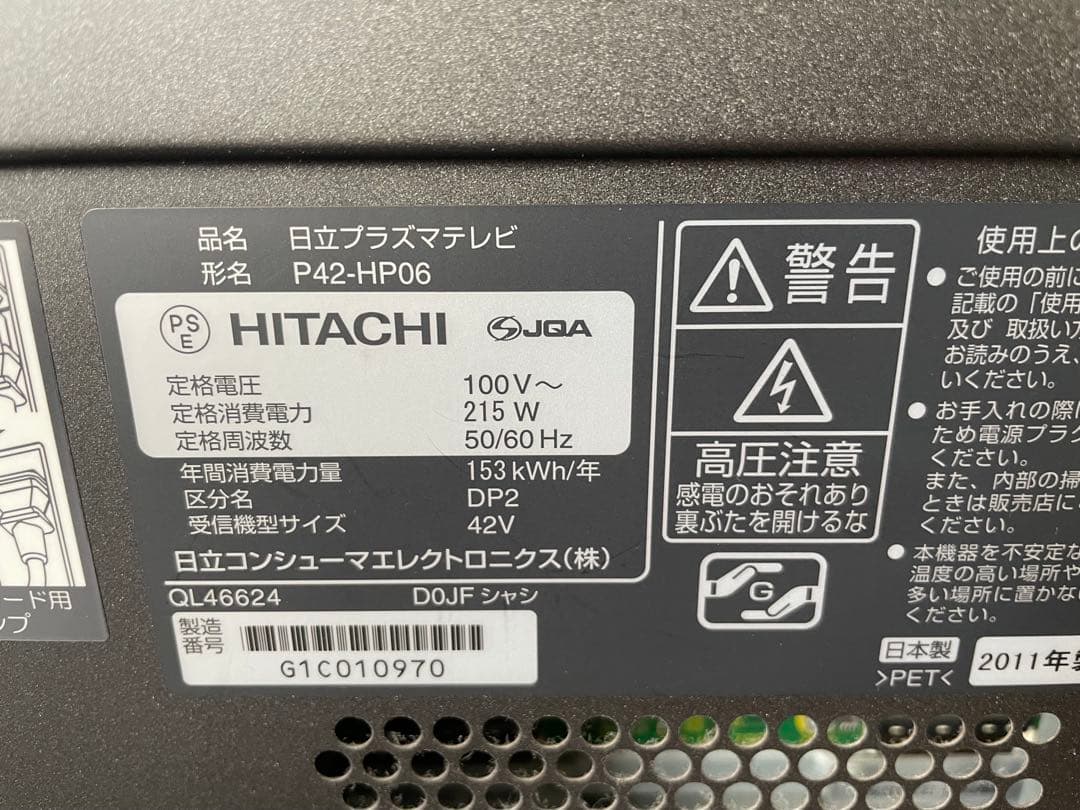 品名 日立プラズマテレビ
形名 P42-HP06
PSE HITACHI JQA
定格電圧 100V～
定格消費電力 215 W
定格周波数 50/60 Hz
年間消費電力量 153 kWh/年
区分名 DP2
受信機型サイズ 42V
日立コンシューマエレクトロニクス(株)
QL46624 D0JF シャシ
製造
番号
G1C010970
警告
高圧注意
感電のおそれあり
裏ぶたを開けるな
G
使用上の
● ご使用の前に
記載の「使用
及び 取扱い方
お読みのうえ、
いください。
● お手入れの際は
ため電源プラグ
ください。
また、内部の掃
ときは販売店に
ください。
● 本機器を不安定な
温度の高い場所や
多い場所に置かない
ください。
日本製
>PET<
2011年製
ード用
ップ